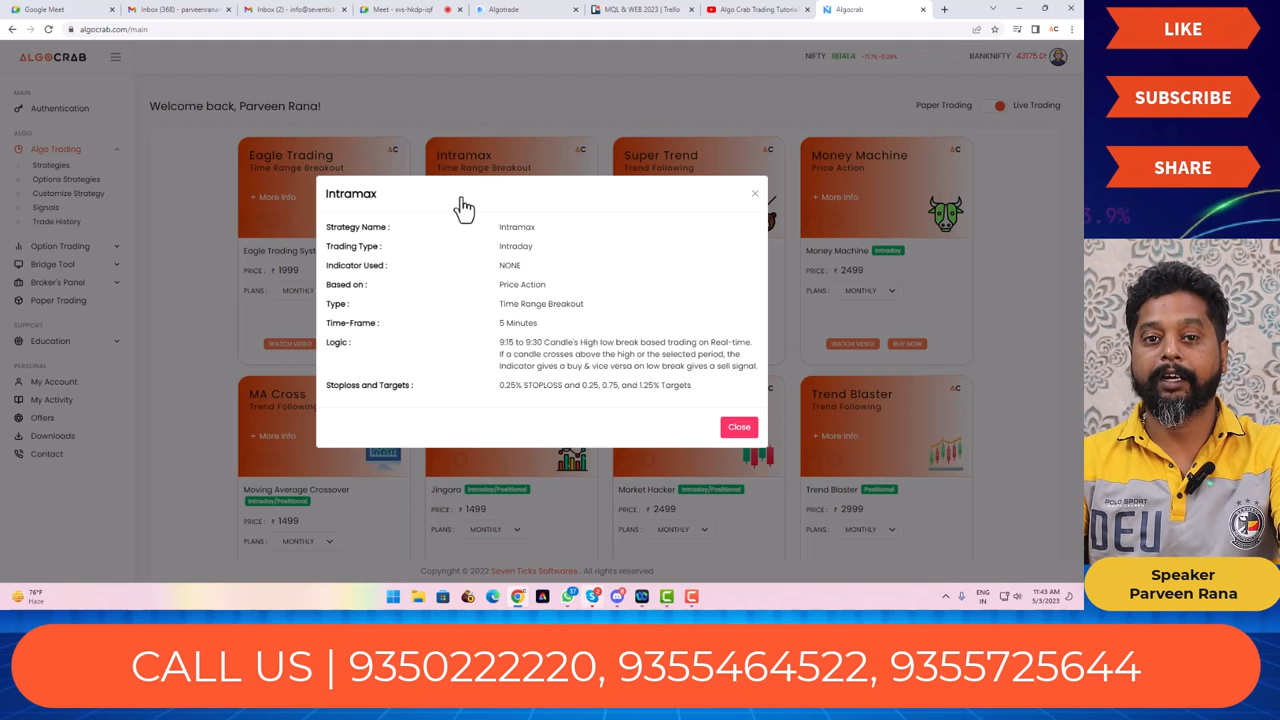 Google Meet
Inbox (368) - parveenrana
Inbox (2) - info@seventick
Meet - vvs-hkdp-iqf
Algotrade
MQL & WEB 2023 | Trello
Algo Crab Trading Tutorial
Algocrab
algocrab.com/main
ALGOCRAB
NIFTY 18141.4
BANKNIFTY 43175.0
MAIN
Authentication
ALGO
Algo Trading
Strategies
Options Strategies
Customize Strategy
Signals
Trade History
Option Trading
Bridge Tool
Broker's Panel
Paper Trading
SUPPORT
Education
PERSONAL
My Account
My Activity
Offers
Downloads
Contact
Welcome back, Parveen Rana!
Paper Trading
Live Trading
Eagle Trading
Time Range Breakout
+ More Info
Eagle Trading Syst
PRICE : ₹ 1999
PLANS : MONTHLY
WATCH VIDEO
Intramax
Time Range Breakout
Super Trend
Trend Following
Money Machine
Price Action
+ More Info
Money Machine Intraday
PRICE : ₹ 2499
PLANS : MONTHLY
WATCH VIDEO BUY NOW
Intramax
×
Strategy Name : Intramax
Trading Type : Intraday
Indicator Used : NONE
Based on : Price Action
Type : Time Range Breakout
Time-Frame : 5 Minutes
Logic : 9:15 to 9:30 Candle's High low break based trading on Real-time.
If a candle crosses above the high or the selected period, the
Indicator gives a buy & vice versa on low break gives a sell signal.
Stoploss and Targets : 0.25% STOPLOSS and 0.25, 0.75, and 1.25% Targets
Close
MA Cross
Trend Following
+ More Info
Moving Average Crossover
Intraday/Positional
PRICE : ₹ 1499
PLANS : MONTHLY
Jingara Intraday/Positional
PRICE : ₹ 1499
PLANS : MONTHLY
Market Hacker Intraday/Positional
PRICE : ₹ 2499
PLANS : MONTHLY
Trend Blaster
Trend Following
+ More Info
Trend Blaster Intraday/Positional
PRICE : ₹ 2999
PLANS : MONTHLY
Copyright © 2022 Seven Ticks Softwares . All rights reserved
76°F
Haze
ENG
IN
11:43 AM
5/3/2023
LIKE
SUBSCRIBE
SHARE
3.9%
POLO SPORT
DEU
Speaker
Parveen Rana
CALL US | 9350222220, 9355464522, 9355725644